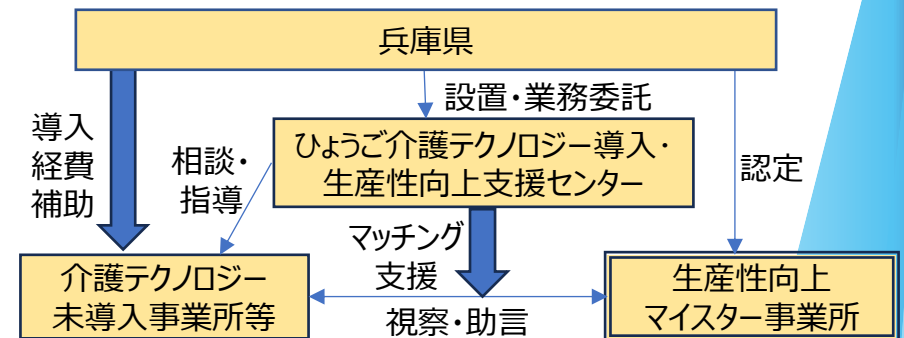 兵庫県
設置・業務委託
導入
経費
補助
相談・
指導
ひょうご介護テクノロジー導入・
生産性向上支援センター
認定
マッチング
支援
介護テクノロジー
未導入事業所等
視察・助言
生産性向上
マイスター事業所